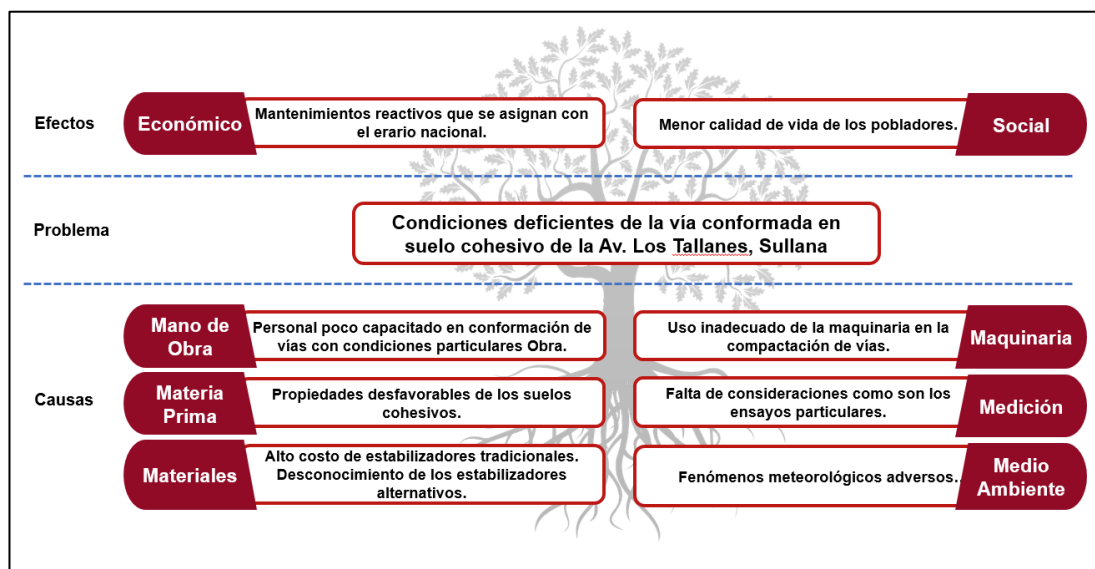 Efectos
Económico
Mantenimientos reactivos que se asignan con
el erario nacional.
Menor calidad de vida de los pobladores.
Social
Problema
Condiciones deficientes de la vía conformada en
suelo cohesivo de la Av. Los Tallanes, Sullana
Causas
Mano de
Obra
Personal poco capacitado en conformación de
vías con condiciones particulares Obra.
Uso inadecuado de la maquinaria en la
compactación de vías.
Maquinaria
Materia
Prima
Propiedades desfavorables de los suelos
cohesivos.
Falta de consideraciones como son los
ensayos particulares.
Medición
Materiales
Alto costo de estabilizadores tradicionales.
Desconocimiento de los estabilizadores
alternativos.
Fenómenos meteorológicos adversos..
Medio
Ambiente